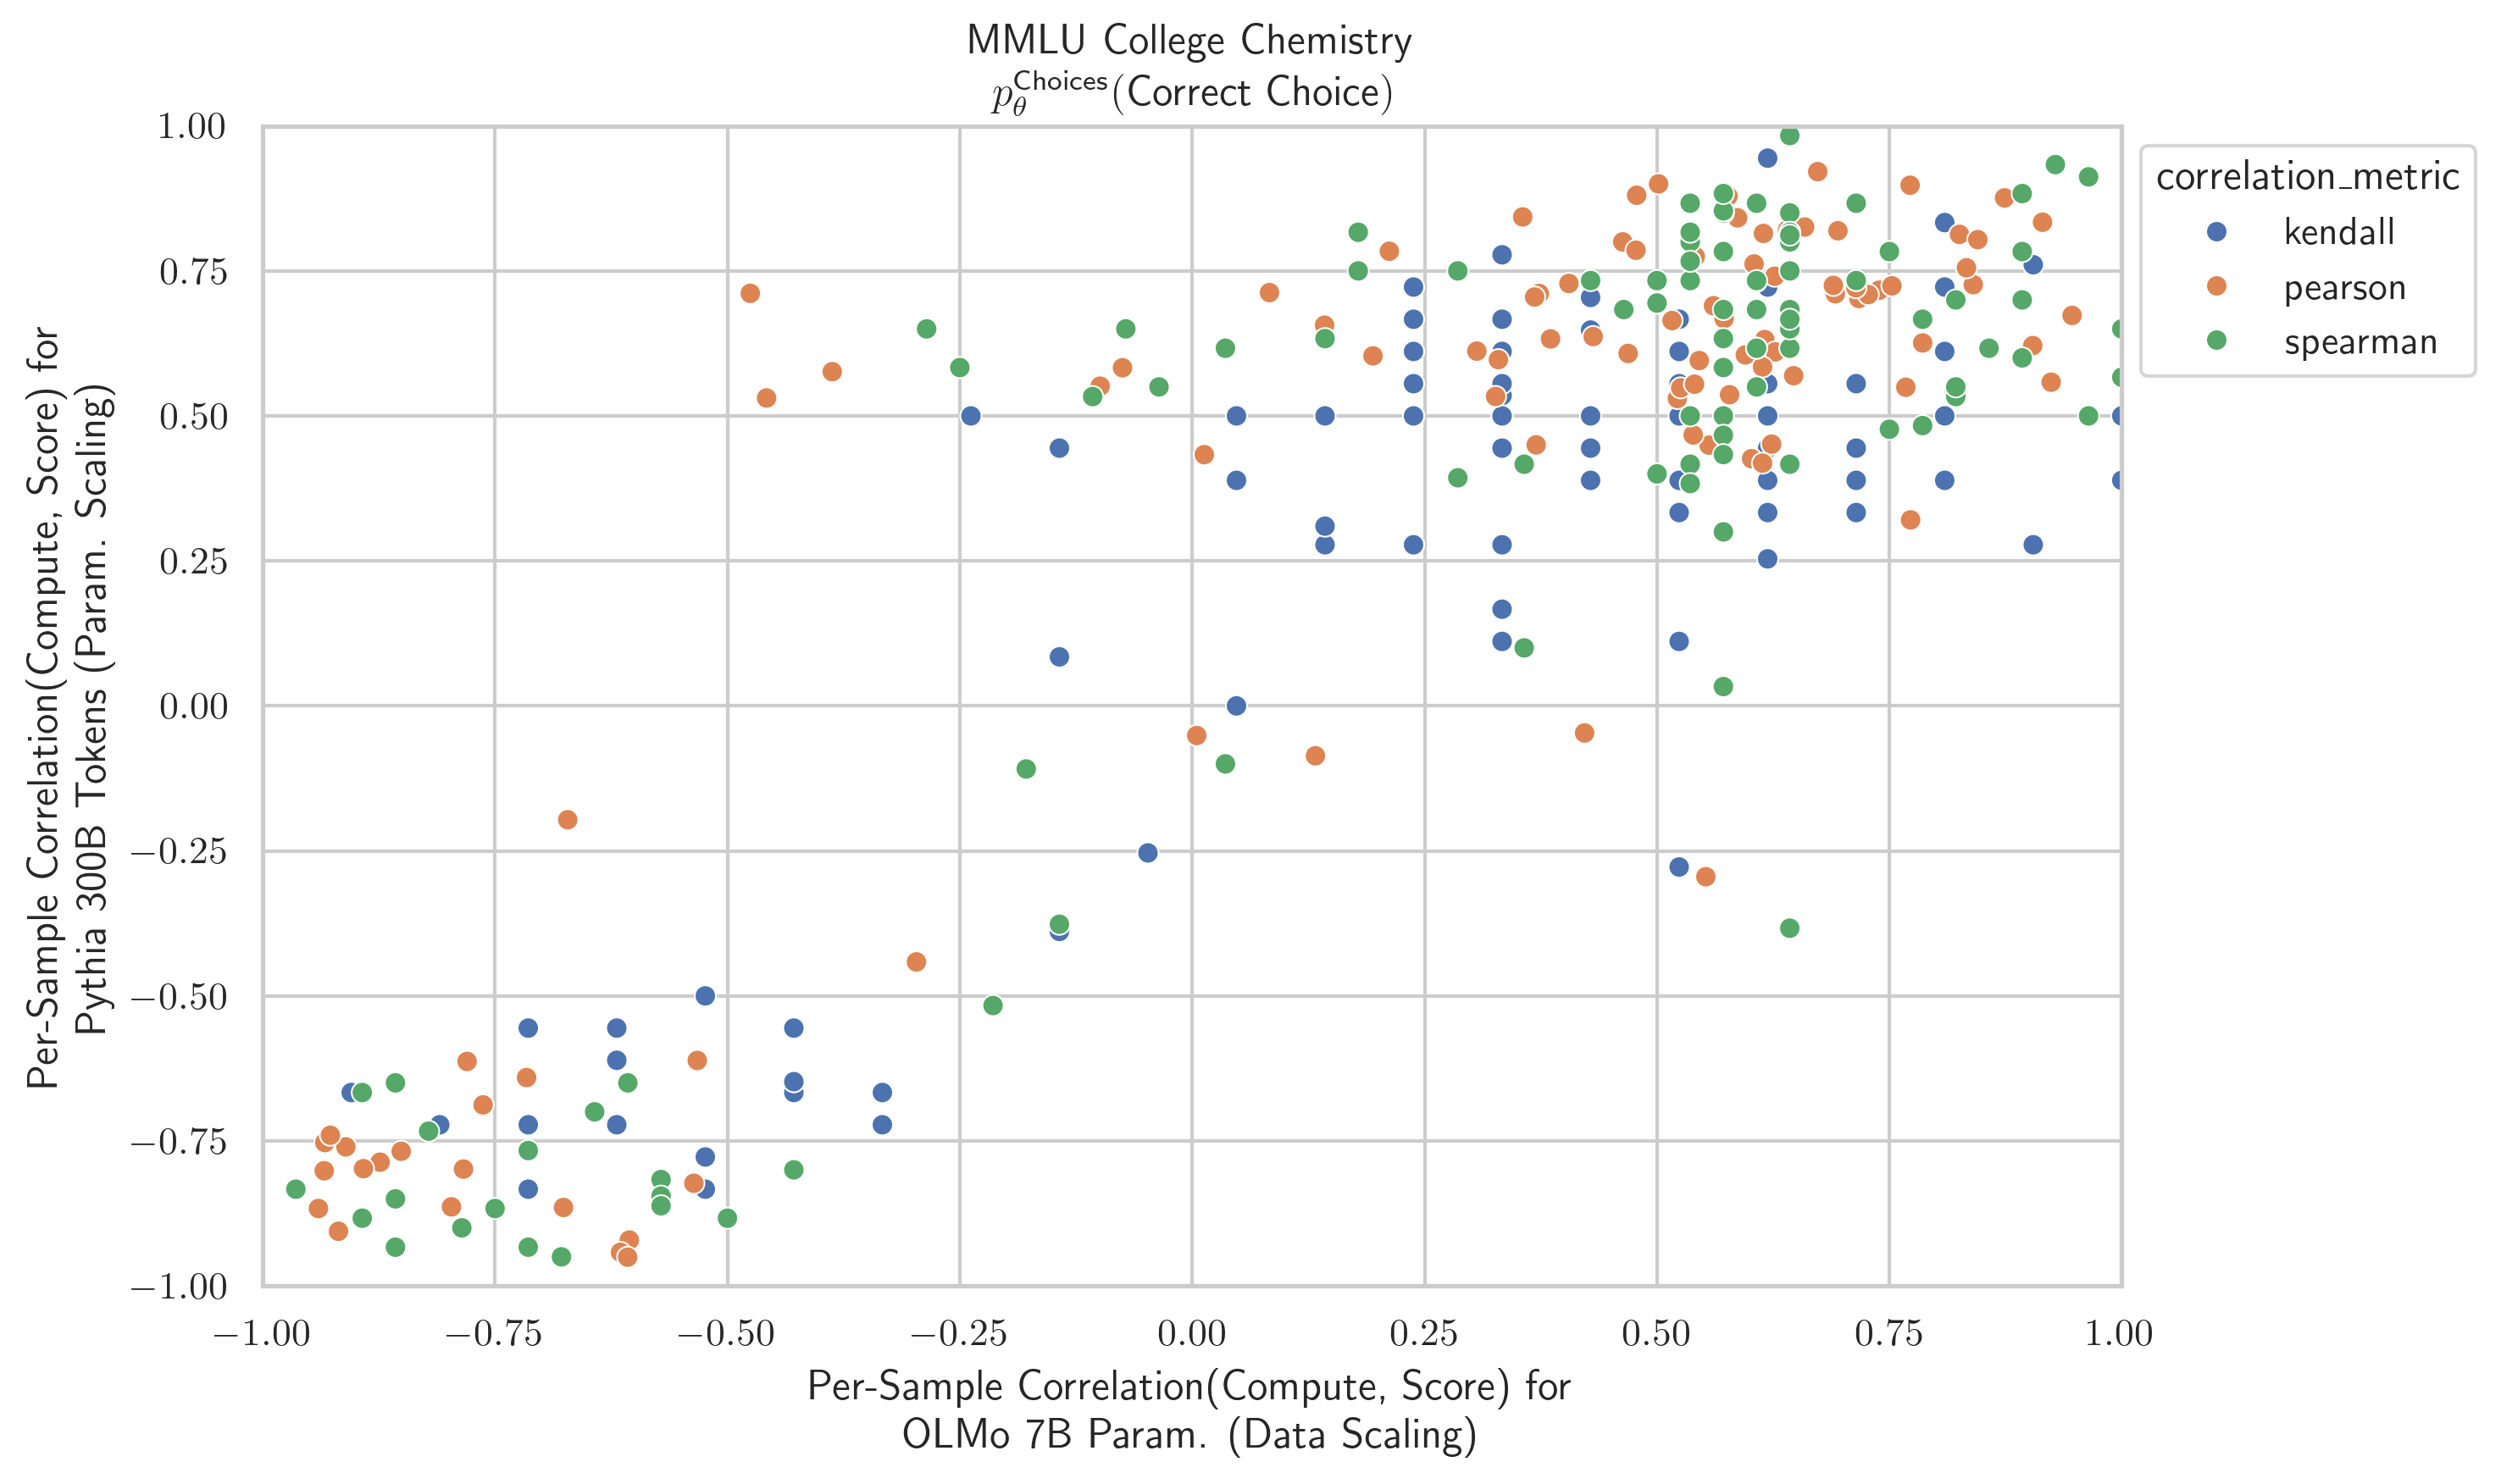 MMLU College Chemistry
p_θ^Choices(Correct Choice)
1.00
0.75
0.50
0.25
0.00
−0.25
−0.50
−0.75
−1.00
Per-Sample Correlation(Compute, Score) for
Pythia 300B Tokens (Param. Scaling)
−1.00 −0.75 −0.50 −0.25 0.00 0.25 0.50 0.75 1.00
Per-Sample Correlation(Compute, Score) for
OLMo 7B Param. (Data Scaling)
correlation_metric
kendall
pearson
spearman